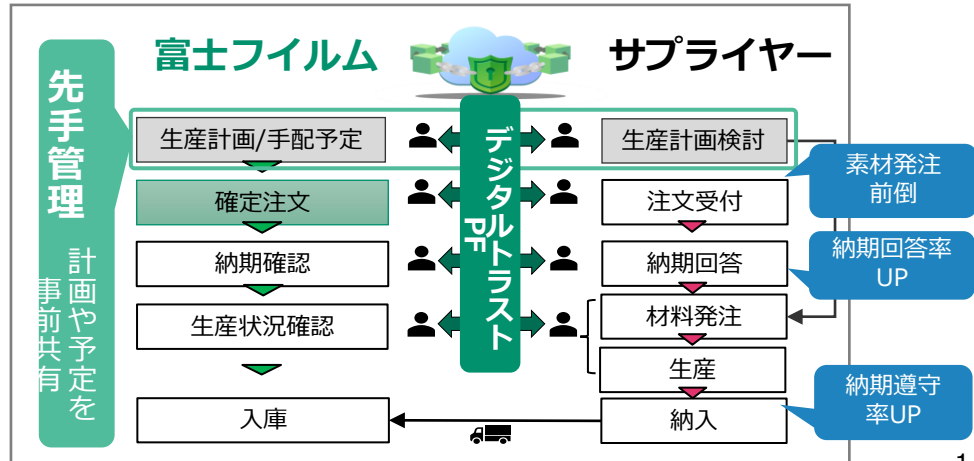 富士フイルム
サプライヤー
先手管理
計画や予定を
事前共有
デジタルトラスト
PF
生産計画/手配予定
生産計画検討
素材発注
前倒
確定注文
注文受付
納期確認
納期回答
納期回答率
UP
生産状況確認
材料発注
生産
納期遵守
率UP
入庫
納入